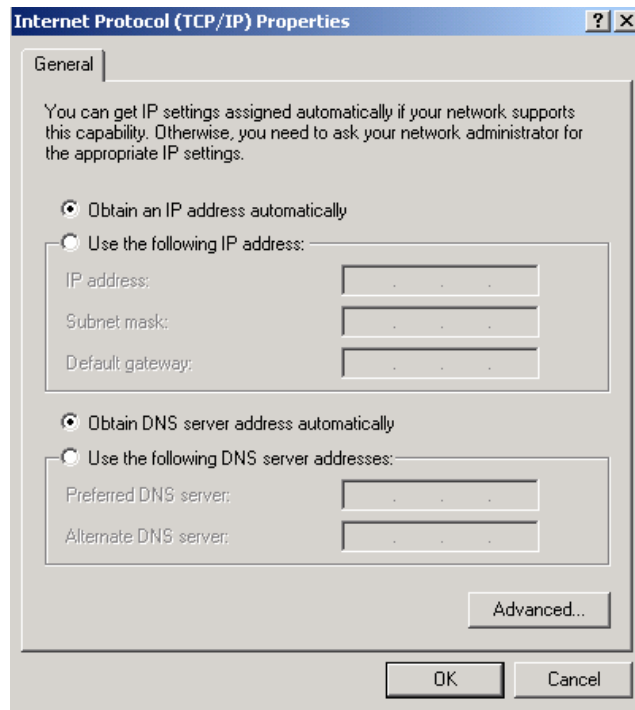 Internet Protocol (TCP/IP) Properties
General
You can get IP settings assigned automatically if your network supports
this capability. Otherwise, you need to ask your network administrator for
the appropriate IP settings.
Obtain an IP address automatically
Use the following IP address:
IP address:
Subnet mask:
Default gateway:
Obtain DNS server address automatically
Use the following DNS server addresses:
Preferred DNS server:
Alternate DNS server:
Advanced...
OK Cancel